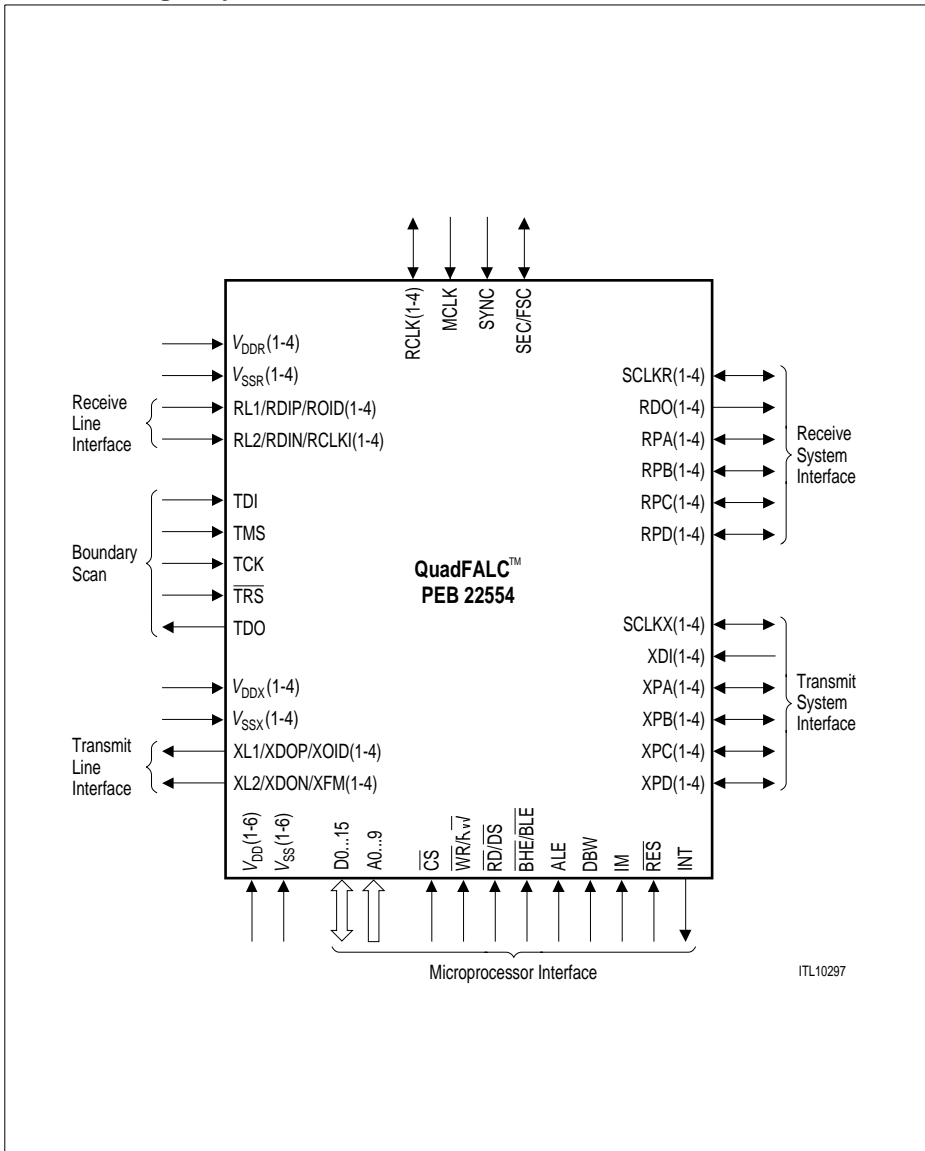 RCLK(1-4)
MCLK
SYNC
SEC/FSC
VDDR(1-4)
VSSR(1-4)
Receive
Line
Interface
RL1/RDIP/ROID(1-4)
RL2/RDIN/RCLKI(1-4)
Boundary
Scan
TDI
TMS
TCK
TRS
TDO
VDDX(1-4)
VSSX(1-4)
Transmit
Line
Interface
XL1/XDOP/XOID(1-4)
XL2/XDON/XFM(1-4)
QuadFALC™
PEB 22554
SCLKR(1-4)
RDO(1-4)
RPA(1-4)
RPB(1-4)
RPC(1-4)
RPD(1-4)
Receive
System
Interface
SCLKX(1-4)
XDI(1-4)
XPA(1-4)
XPB(1-4)
XPC(1-4)
XPD(1-4)
Transmit
System
Interface
VDD(1-6)
VSS(1-6)
D0...15
A0...9
CS
WR/RW
RD/DS
BHE/BLE
ALE
DBW
IM
RES
INT
Microprocessor Interface
ITL10297